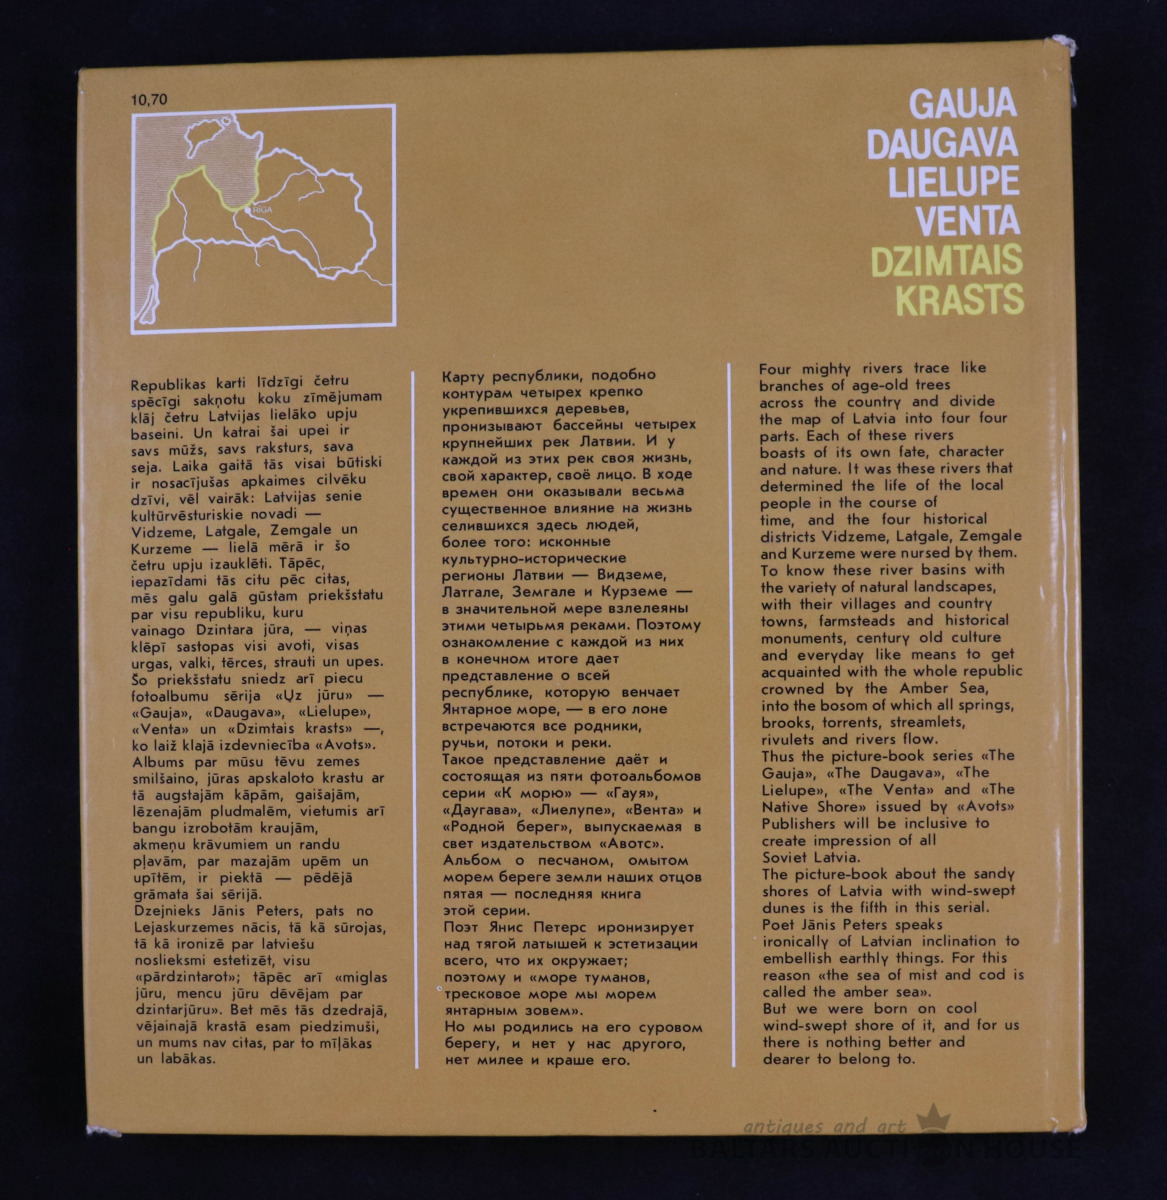 10,70
RĪGA
GAUJA
DAUGAVA
LIELUPE
VENTA
DZIMTAIS
KRASTS
Republikas karti līdzīgi četru
spēcīgi sakņotu koku zīmējumam
klāj četru Latvijas lielāko upju
baseini. Un katrai šai upei ir
savs mūžs, savs raksturs, sava
seja. Laika gaitā tās visai būtiski
ir nosacījušas apkaimes cilvēku
dzīvi, vēl vairāk: Latvijas senie
kultūrvēsturiskie novadi —
Vidzeme, Latgale, Zemgale un
Kurzeme — lielā mērā ir šo
četru upju izauklēti. Tāpēc,
iepazīdami tās citu pēc citas,
mēs galu galā gūstam priekšstatu
par visu republiku, kuru
vainago Dzintara jūra, — viņas
klēpī sastopas visi avoti, visas
urgas, valki, tērces, strauti un upes.
Šo priekšstatu sniedz arī piecu
fotoalbumu sērija «Uz jūru» —
«Gauja», «Daugava», «Lielupe»,
«Venta» un «Dzimtais krasts» —,
ko laiž klajā izdevniecība «Avots».
Albums par mūsu tēvu zemes
smilšaino, jūras apskaloto krastu ar
tā augstajām kāpām, gaišajām,
lēzenajām pludmalēm, vietumis arī
bangu izrobotām kraujām,
akmeņu krāvumiem un randu
pļavām, par mazajām upēm un
upītēm, ir piektā — pēdējā
grāmata šai sērijā.
Dzejnieks Jānis Peters, pats no
Lejaskurzemes nācis, tā kā sūrojas,
tā kā ironizē par latviešu
noslieksmi estetizēt, visu
«pārdzintarot»; tāpēc arī «miglas
jūru, mencu jūru dēvējam par
dzintarjūru». Bet mēs tās dzedrajā,
vējainajā krastā esam piedzimuši,
un mums nav citas, par to mīļākas
un labākas.
Карту республики, подобно
контурам четырех крепко
укрепившихся деревьев,
пронизывают бассейны четырех
крупнейших рек Латвии. И у
каждой из этих рек своя жизнь,
свой характер, своё лицо. В ходе
времен они оказывали весьма
существенное влияние на жизнь
селившихся здесь людей,
более того: исконные
культурно-исторические
регионы Латвии — Видземе,
Латгале, Земгале и Курземе —
в значительной мере взлелеяны
этими четырьмя реками. Поэтому
ознакомление с каждой из них
в конечном итоге дает
представление о всей
республике, которую венчает
Янтарное море, — в его лоне
встречаются все родники,
ручьи, потоки и реки.
Такое представление даёт и
состоящая из пяти фотоальбомов
серии «К морю» — «Гауя»,
«Даугава», «Лиелупе», «Вента» и
«Родной берег», выпускаемая в
свет издательством «Авотс».
Альбом о песчаном, омытом
морем береге земли наших отцов
пятая — последняя книга
этой серии.
Поэт Янис Петерс иронизирует
над тягой латышей к эстетизации
всего, что их окружает;
поэтому и «море туманов,
тресковое море мы морем
янтарным зовем».
Но мы родились на его суровом
берегу, и нет у нас другого,
нет милее и краше его.
Four mighty rivers trace like
branches of age-old trees
across the country and divide
the map of Latvia into four four
parts. Each of these rivers
boasts of its own fate, character
and nature. It was these rivers that
determined the life of the local
people in the course of
time, and the four historical
districts Vidzeme, Latgale, Zemgale
and Kurzeme were nursed by them.
To know these river basins with
the variety of natural landscapes,
with their villages and country
towns, farmsteads and historical
monuments, century old culture
and everyday like means to get
acquainted with the whole republic
crowned by the Amber Sea,
into the bosom of which all springs,
brooks, torrents, streamlets,
rivulets and rivers flow.
Thus the picture-book series «The
Gauja», «The Daugava», «The
Lielupe», «The Venta» and «The
Native Shore» issued by «Avots»
Publishers will be inclusive to
create impression of all
Soviet Latvia.
The picture-book about the sandy
shores of Latvia with wind-swept
dunes is the fifth in this serial.
Poet Jānis Peters speaks
ironically of Latvian inclination to
embellish earthly things. For this
reason «the sea of mist and cod is
called the amber sea».
But we were born on cool
wind-swept shore of it, and for us
there is nothing better and
dearer to belong to.
antiques and art
BALTARS AUCTION HOUSE